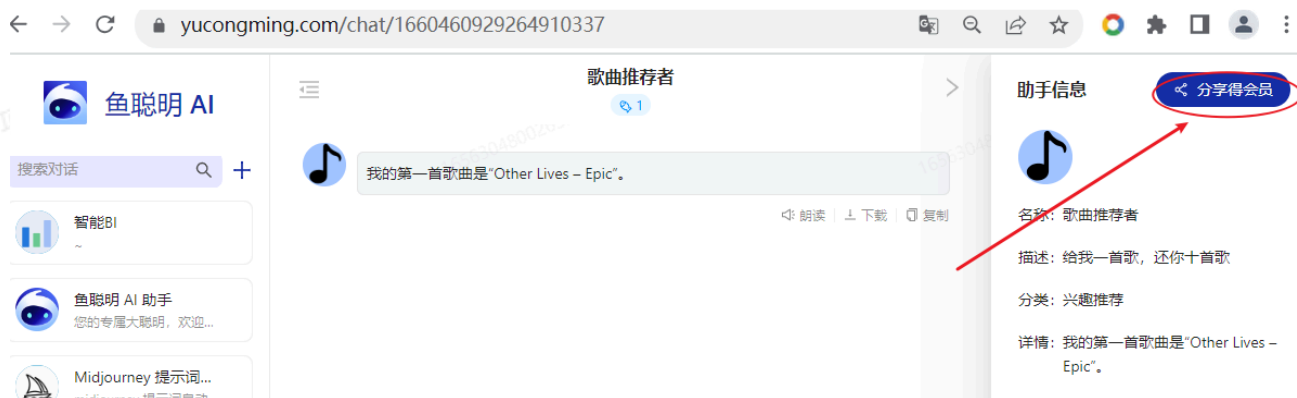 yucongming.com/chat/1660460929264910337
鱼聪明 AI
歌曲推荐者
1
助手信息
分享得会员
搜索对话
我的第一首歌曲是“Other Lives – Epic”。
朗读
下载
复制
智能BI
~
鱼聪明 AI 助手
您的专属大聪明，欢迎...
Midjourney 提示词...
名称：歌曲推荐者
描述：给我一首歌，还你十首歌
分类：兴趣推荐
详情：我的第一首歌曲是“Other Lives –
Epic”。